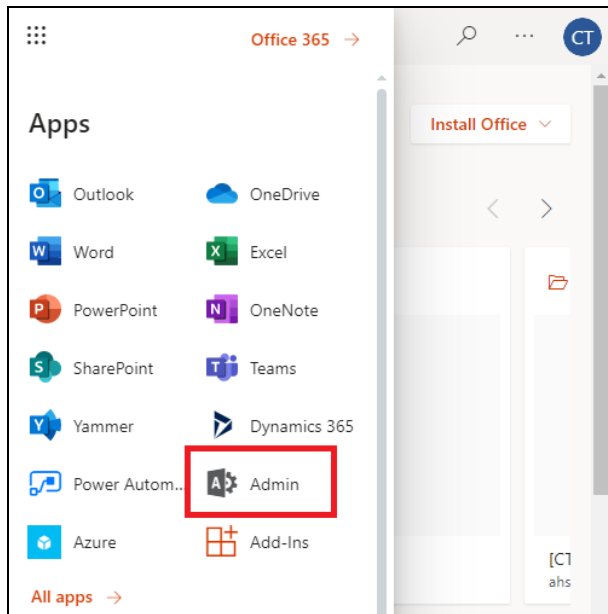 Office 365 →
CT
Apps
Install Office
Outlook
OneDrive
Word
Excel
PowerPoint
OneNote
SharePoint
Teams
Yammer
Dynamics 365
Power Autom...
Admin
Azure
Add-Ins
All apps →
[CT
ahs